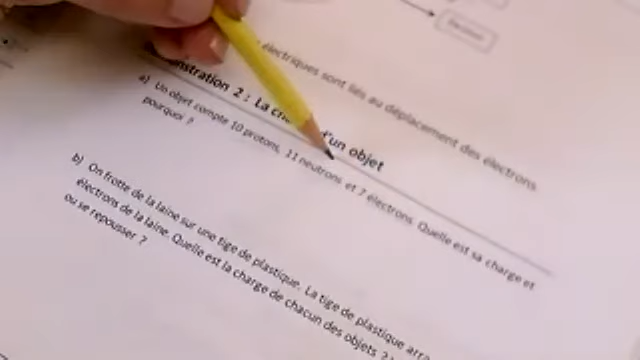 électriques sont liés au déplacement des électrons
nstration 2 : La ch d'un objet
a) Un objet compte 10 protons, 11 neutrons et 7 électrons. Quelle est sa charge et
pourquoi ?
b) On frotte de la laine sur une tige de plastique. La tige de plastique arr
électrons de la laine. Quelle est la charge de chacun des objets ?
ou se repousser ?